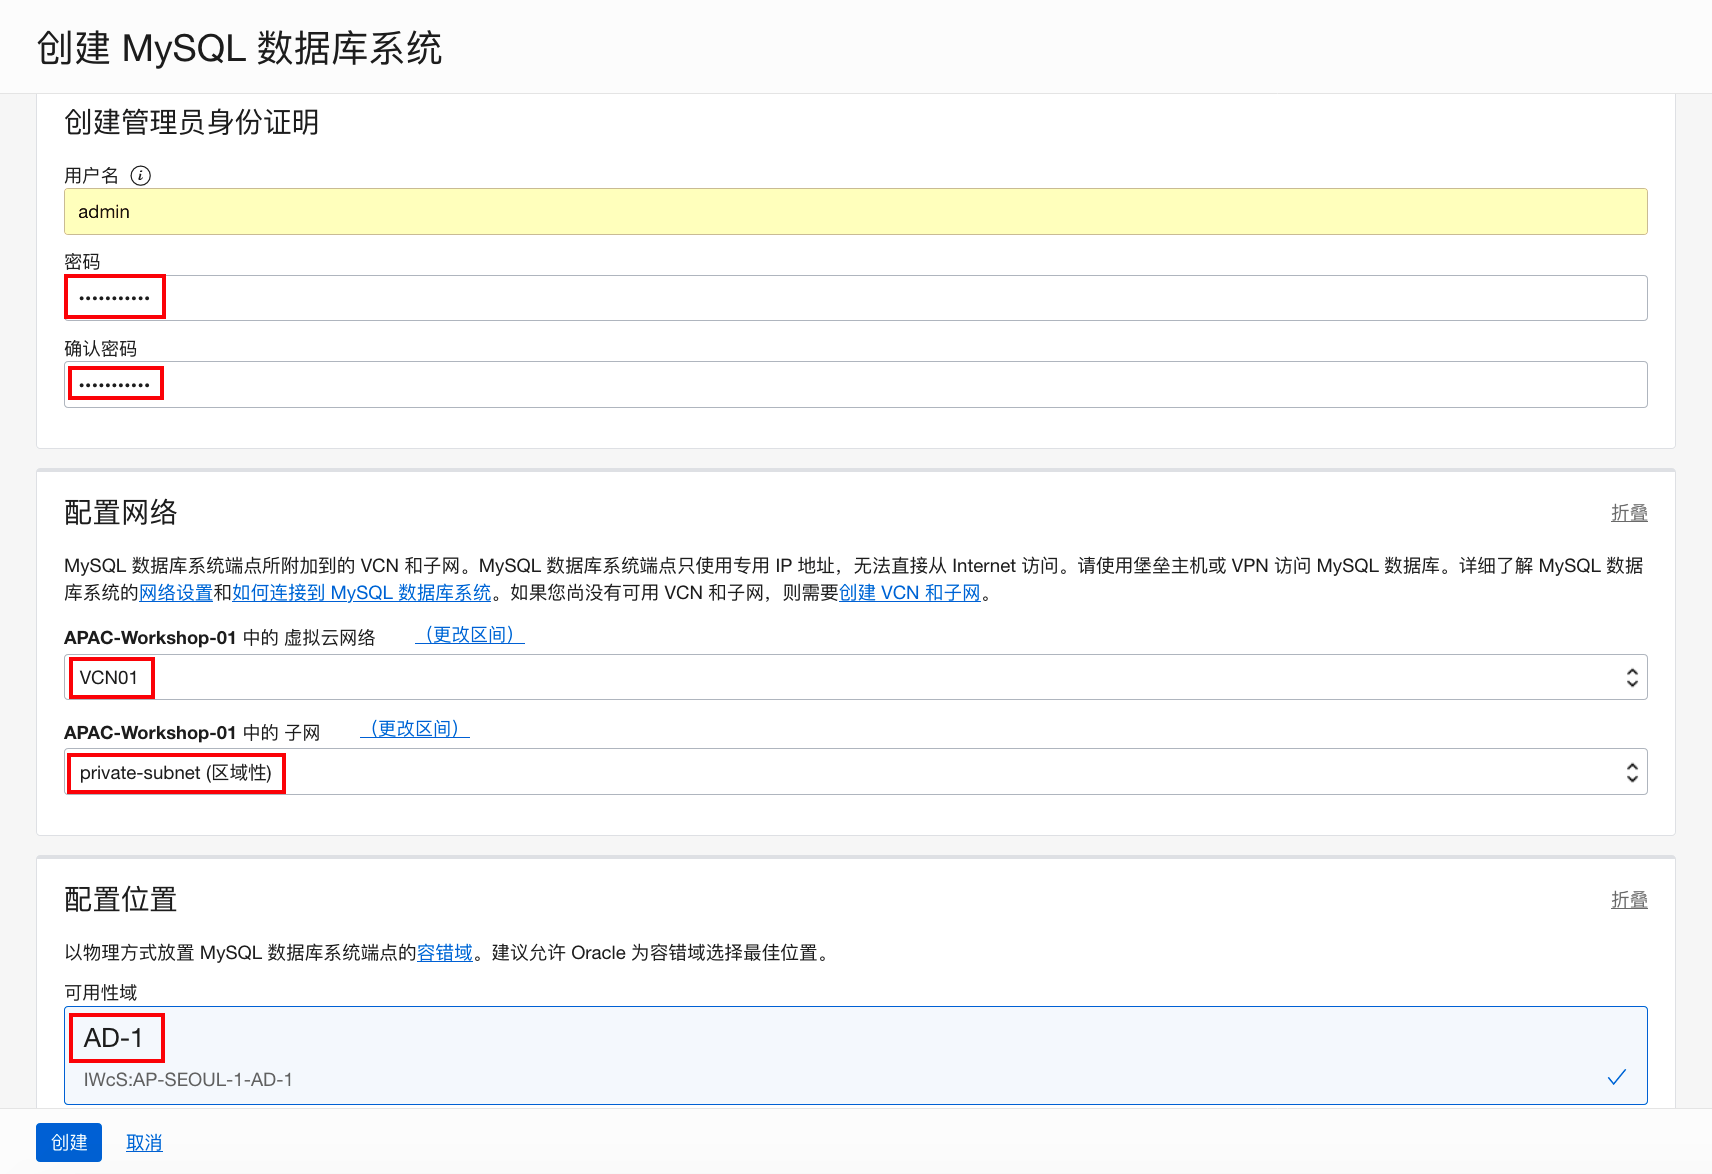 创建 MySQL 数据库系统
创建管理员身份证明
用户名
admin
密码
•••••••••••
确认密码
•••••••••••
配置网络
折叠
MySQL 数据库系统端点所附加到的 VCN 和子网。MySQL 数据库系统端点只使用专用 IP 地址，无法直接从 Internet 访问。请使用堡垒主机或 VPN 访问 MySQL 数据库。详细了解 MySQL 数据
库系统的网络设置和如何连接到 MySQL 数据库系统。如果您尚没有可用 VCN 和子网，则需要创建 VCN 和子网。
APAC-Workshop-01 中的 虚拟云网络 （更改区间）
VCN01
APAC-Workshop-01 中的 子网 （更改区间）
private-subnet (区域性)
配置位置
折叠
以物理方式放置 MySQL 数据库系统端点的容错域。建议允许 Oracle 为容错域选择最佳位置。
可用性域
AD-1
IWcS:AP-SEOUL-1-AD-1
创建 取消